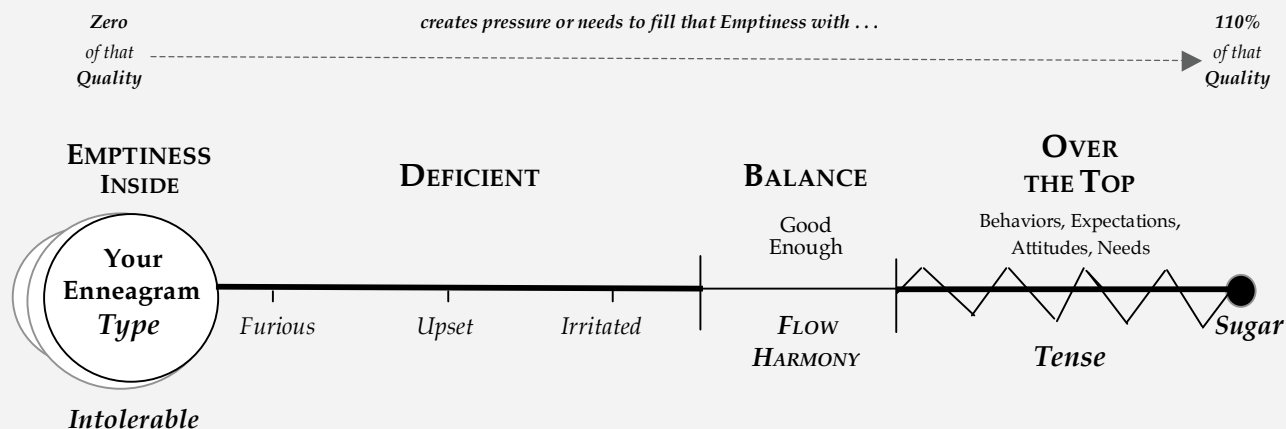 Zero
of that
Quality
creates pressure or needs to fill that Emptiness with . . .
110%
of that
Quality
EMPTINESS
INSIDE
DEFICIENT
BALANCE
OVER
THE TOP
Good
Enough
Behaviors, Expectations,
Attitudes, Needs
Your
Enneagram
Type
Furious
Upset
Irritated
FLOW
HARMONY
Tense
Sugar
Intolerable